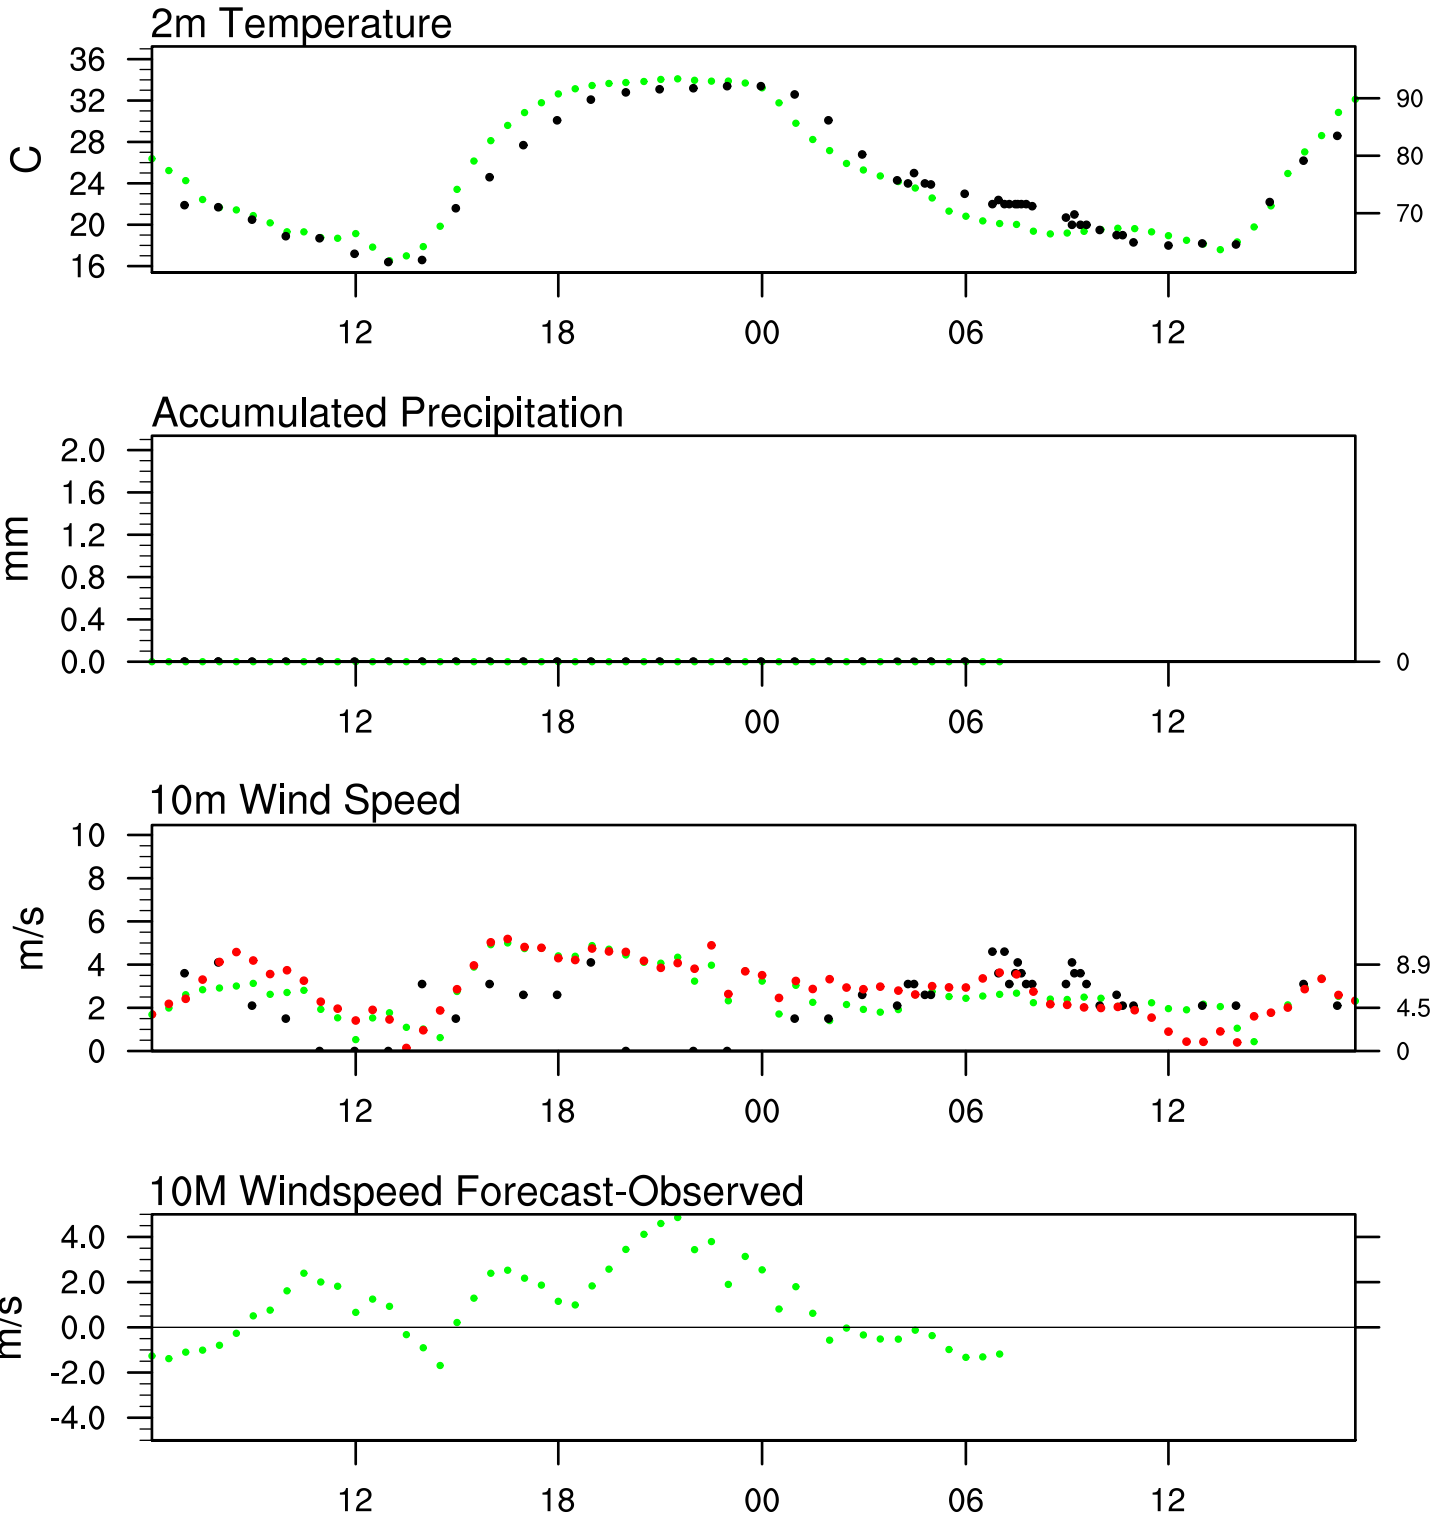 2m Temperature
36
32
28
24
20
16
C
90
80
70
12 18 00 06 12
Accumulated Precipitation
2.0
1.6
1.2
0.8
0.4
0.0
mm
0
12 18 00 06 12
10m Wind Speed
10
8
6
4
2
0
m/s
8.9
4.5
0
12 18 00 06 12
10M Windspeed Forecast-Observed
4.0
2.0
0.0
-2.0
-4.0
m/s
12 18 00 06 12